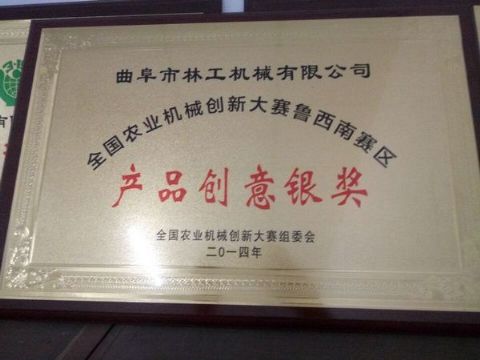 曲阜市林工机械有限公司
全国农业机械创新大赛鲁西南赛区
产品创意银奖
全国农业机械创新大赛组委会
二〇一四年